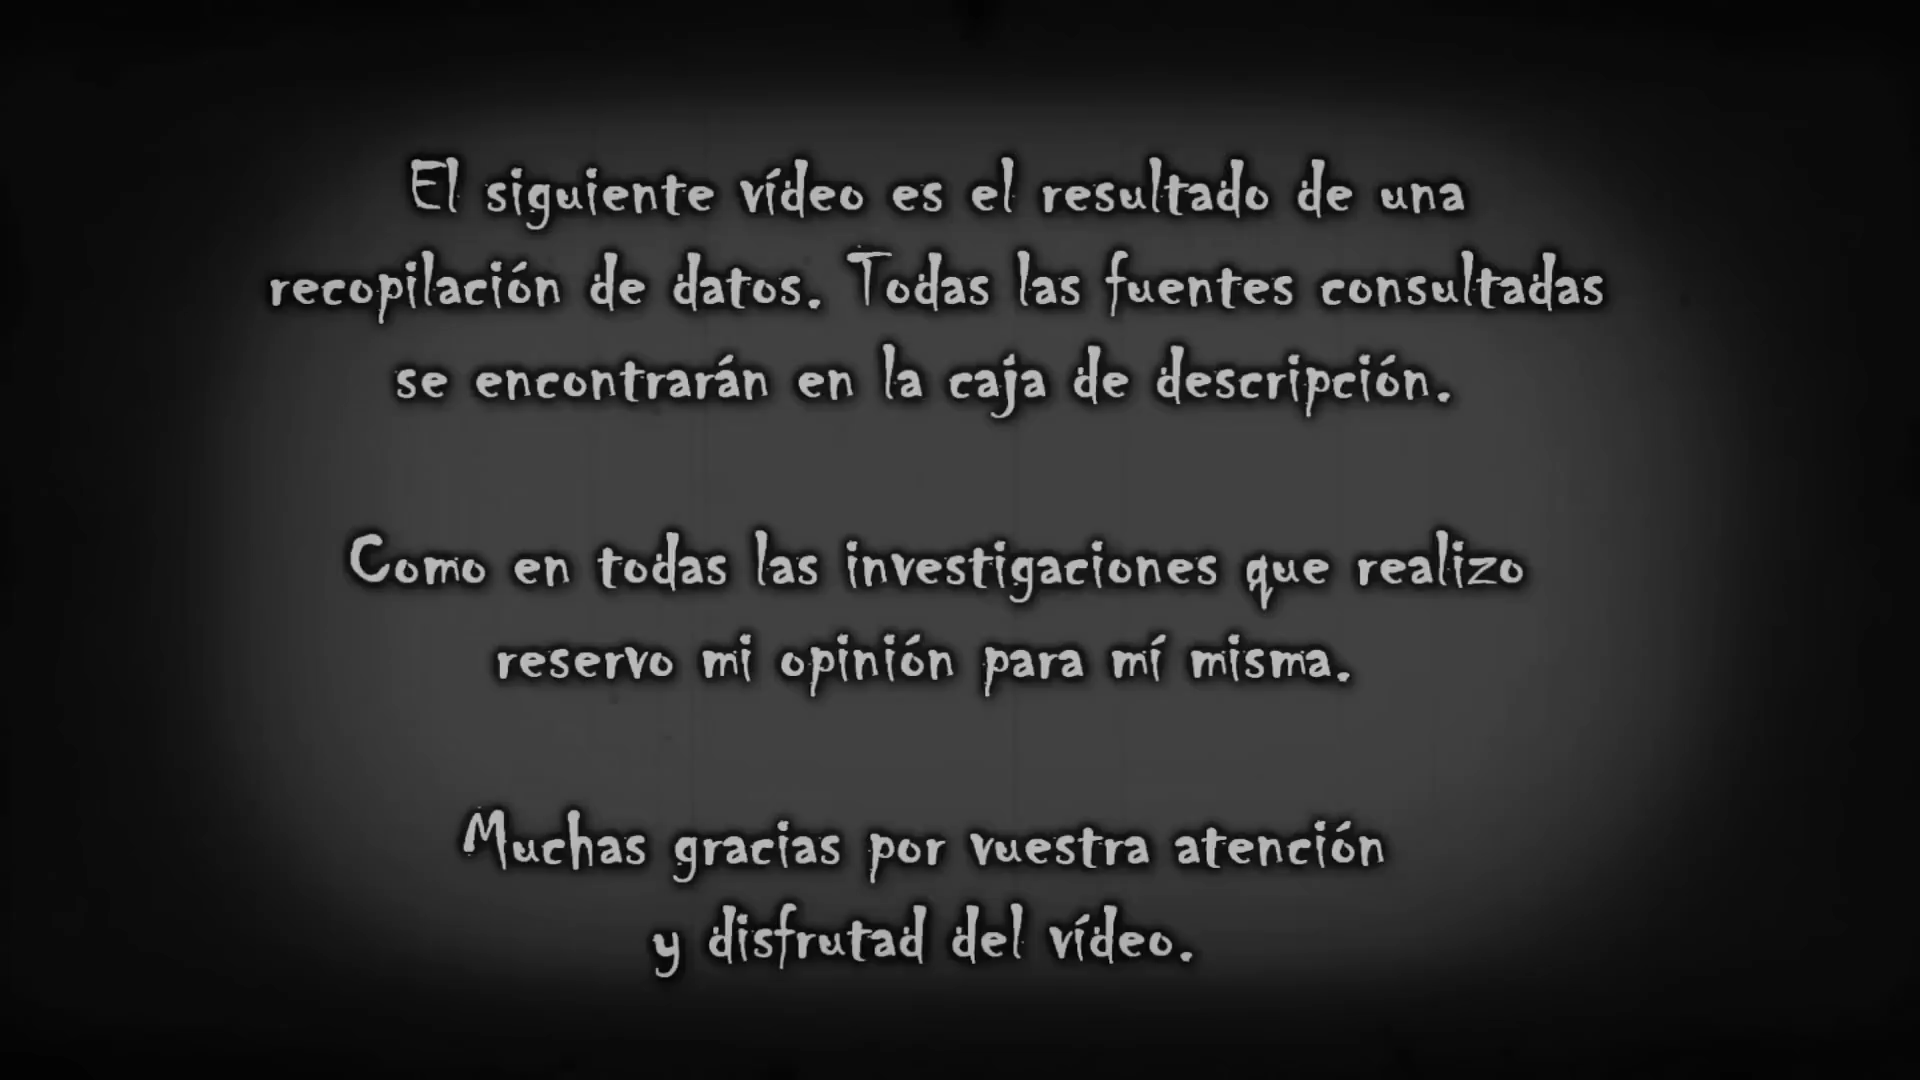 El siguiente vídeo es el resultado de una
recopilación de datos. Todas las fuentes consultadas
se encontrarán en la caja de descripción.
Como en todas las investigaciones que realizo
reservo mi opinión para mí misma.
Muchas gracias por vuestra atención
y disfrutad del vídeo.